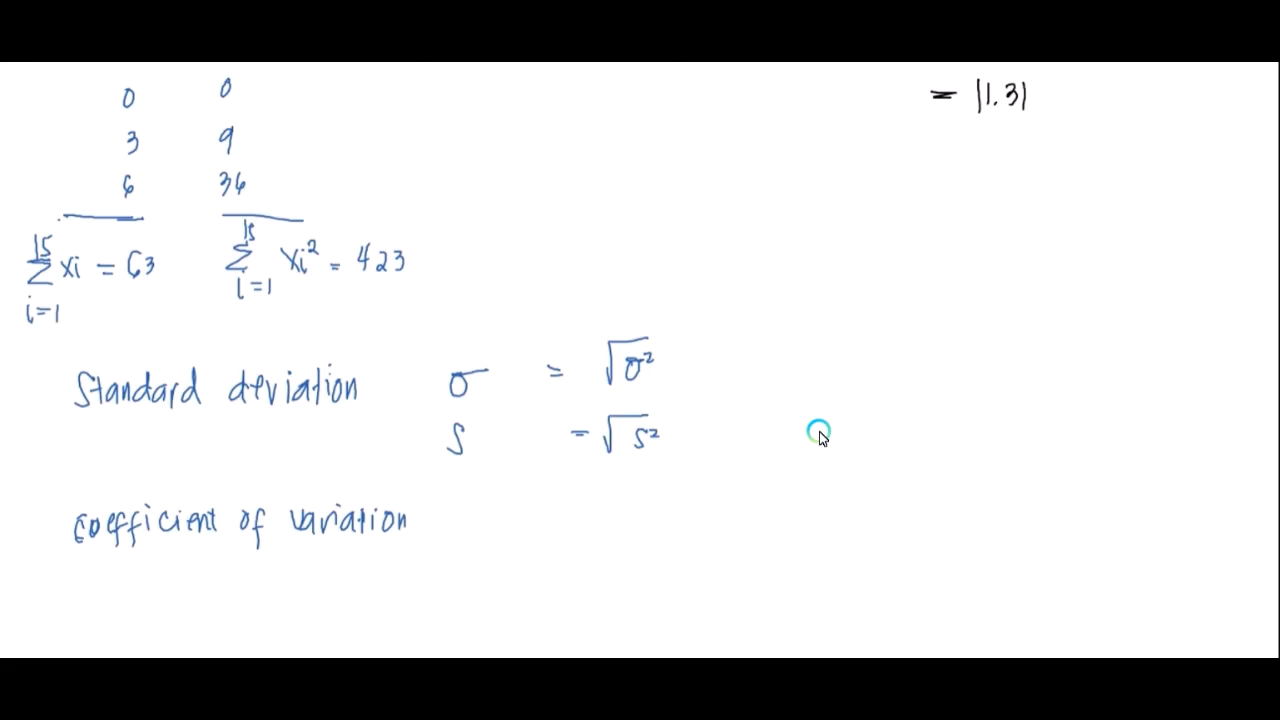 0 0
= 11.31
3 9
6 36
15 15
Σ xi = 63 Σ xi² = 423
i=1 i=1
Standard deviation σ = √σ²
S = √S²
coefficient of variation